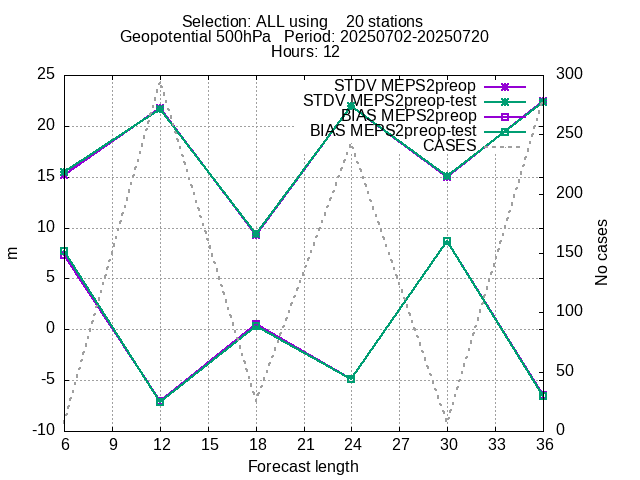 Selection: ALL using    20 stations
Geopotential 500hPa   Period: 20250702-20250720
Hours: 12
STDV MEPS2preop
STDV MEPS2preop-test
BIAS MEPS2preop
BIAS MEPS2preop-test
CASES
25
20
15
10
5
0
-5
-10
m
300
250
200
150
100
50
0
No cases
6 9 12 15 18 21 24 27 30 33 36
Forecast length